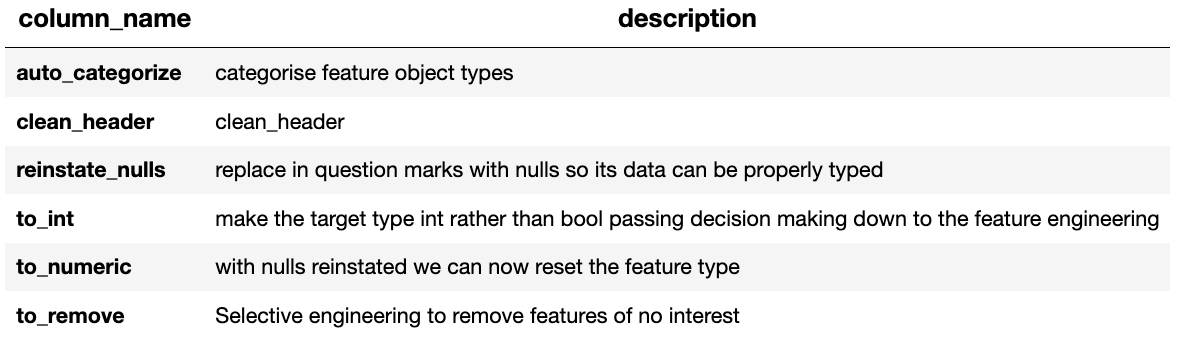 column_name description
auto_categorize categorise feature object types
clean_header clean_header
reinstate_nulls replace in question marks with nulls so its data can be properly typed
to_int make the target type int rather than bool passing decision making down to the feature engineering
to_numeric with nulls reinstated we can now reset the feature type
to_remove Selective engineering to remove features of no interest